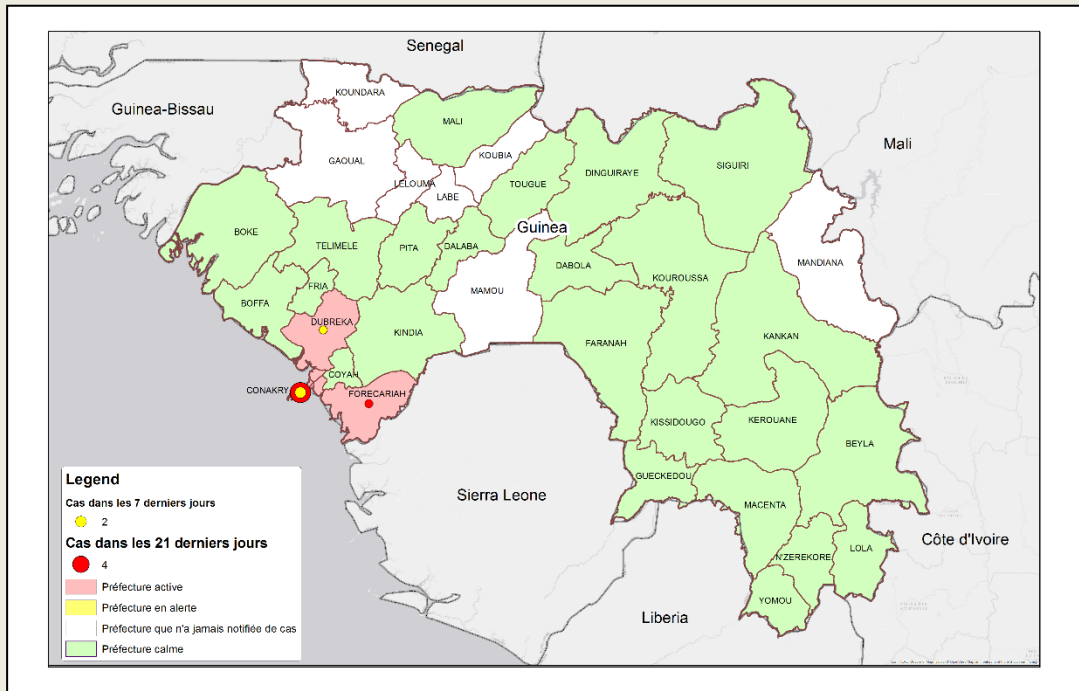 Senegal
Guinea-Bissau
KOUNDARA
MALI
Mali
GAOUAL
KOUBIA
LELOUMA
LABE
TOUGUE
DINGUIRAYE
SIGUIRI
BOKE
TELIMELE
PITA
DALABA
Guinea
DABOLA
KOUROUSSA
MANDIANA
FRIA
BOFFA
MAMOU
DUBREKA
KINDIA
FARANAH
KANKAN
COYAH
CONAKRY
FORECARIAH
KISSIDOUGO
KEROUANE
BEYLA
GUECKEDOU
MACENTA
Sierra Leone
Côte d'Ivoire
N'ZEREKORE
LOLA
YOMOU
Liberia
Legend
Cas dans les 7 derniers jours
2
Cas dans les 21 derniers jours
4
Préfecture active
Préfecture en alerte
Préfecture que n'a jamais notifiée de cas
Préfecture calme